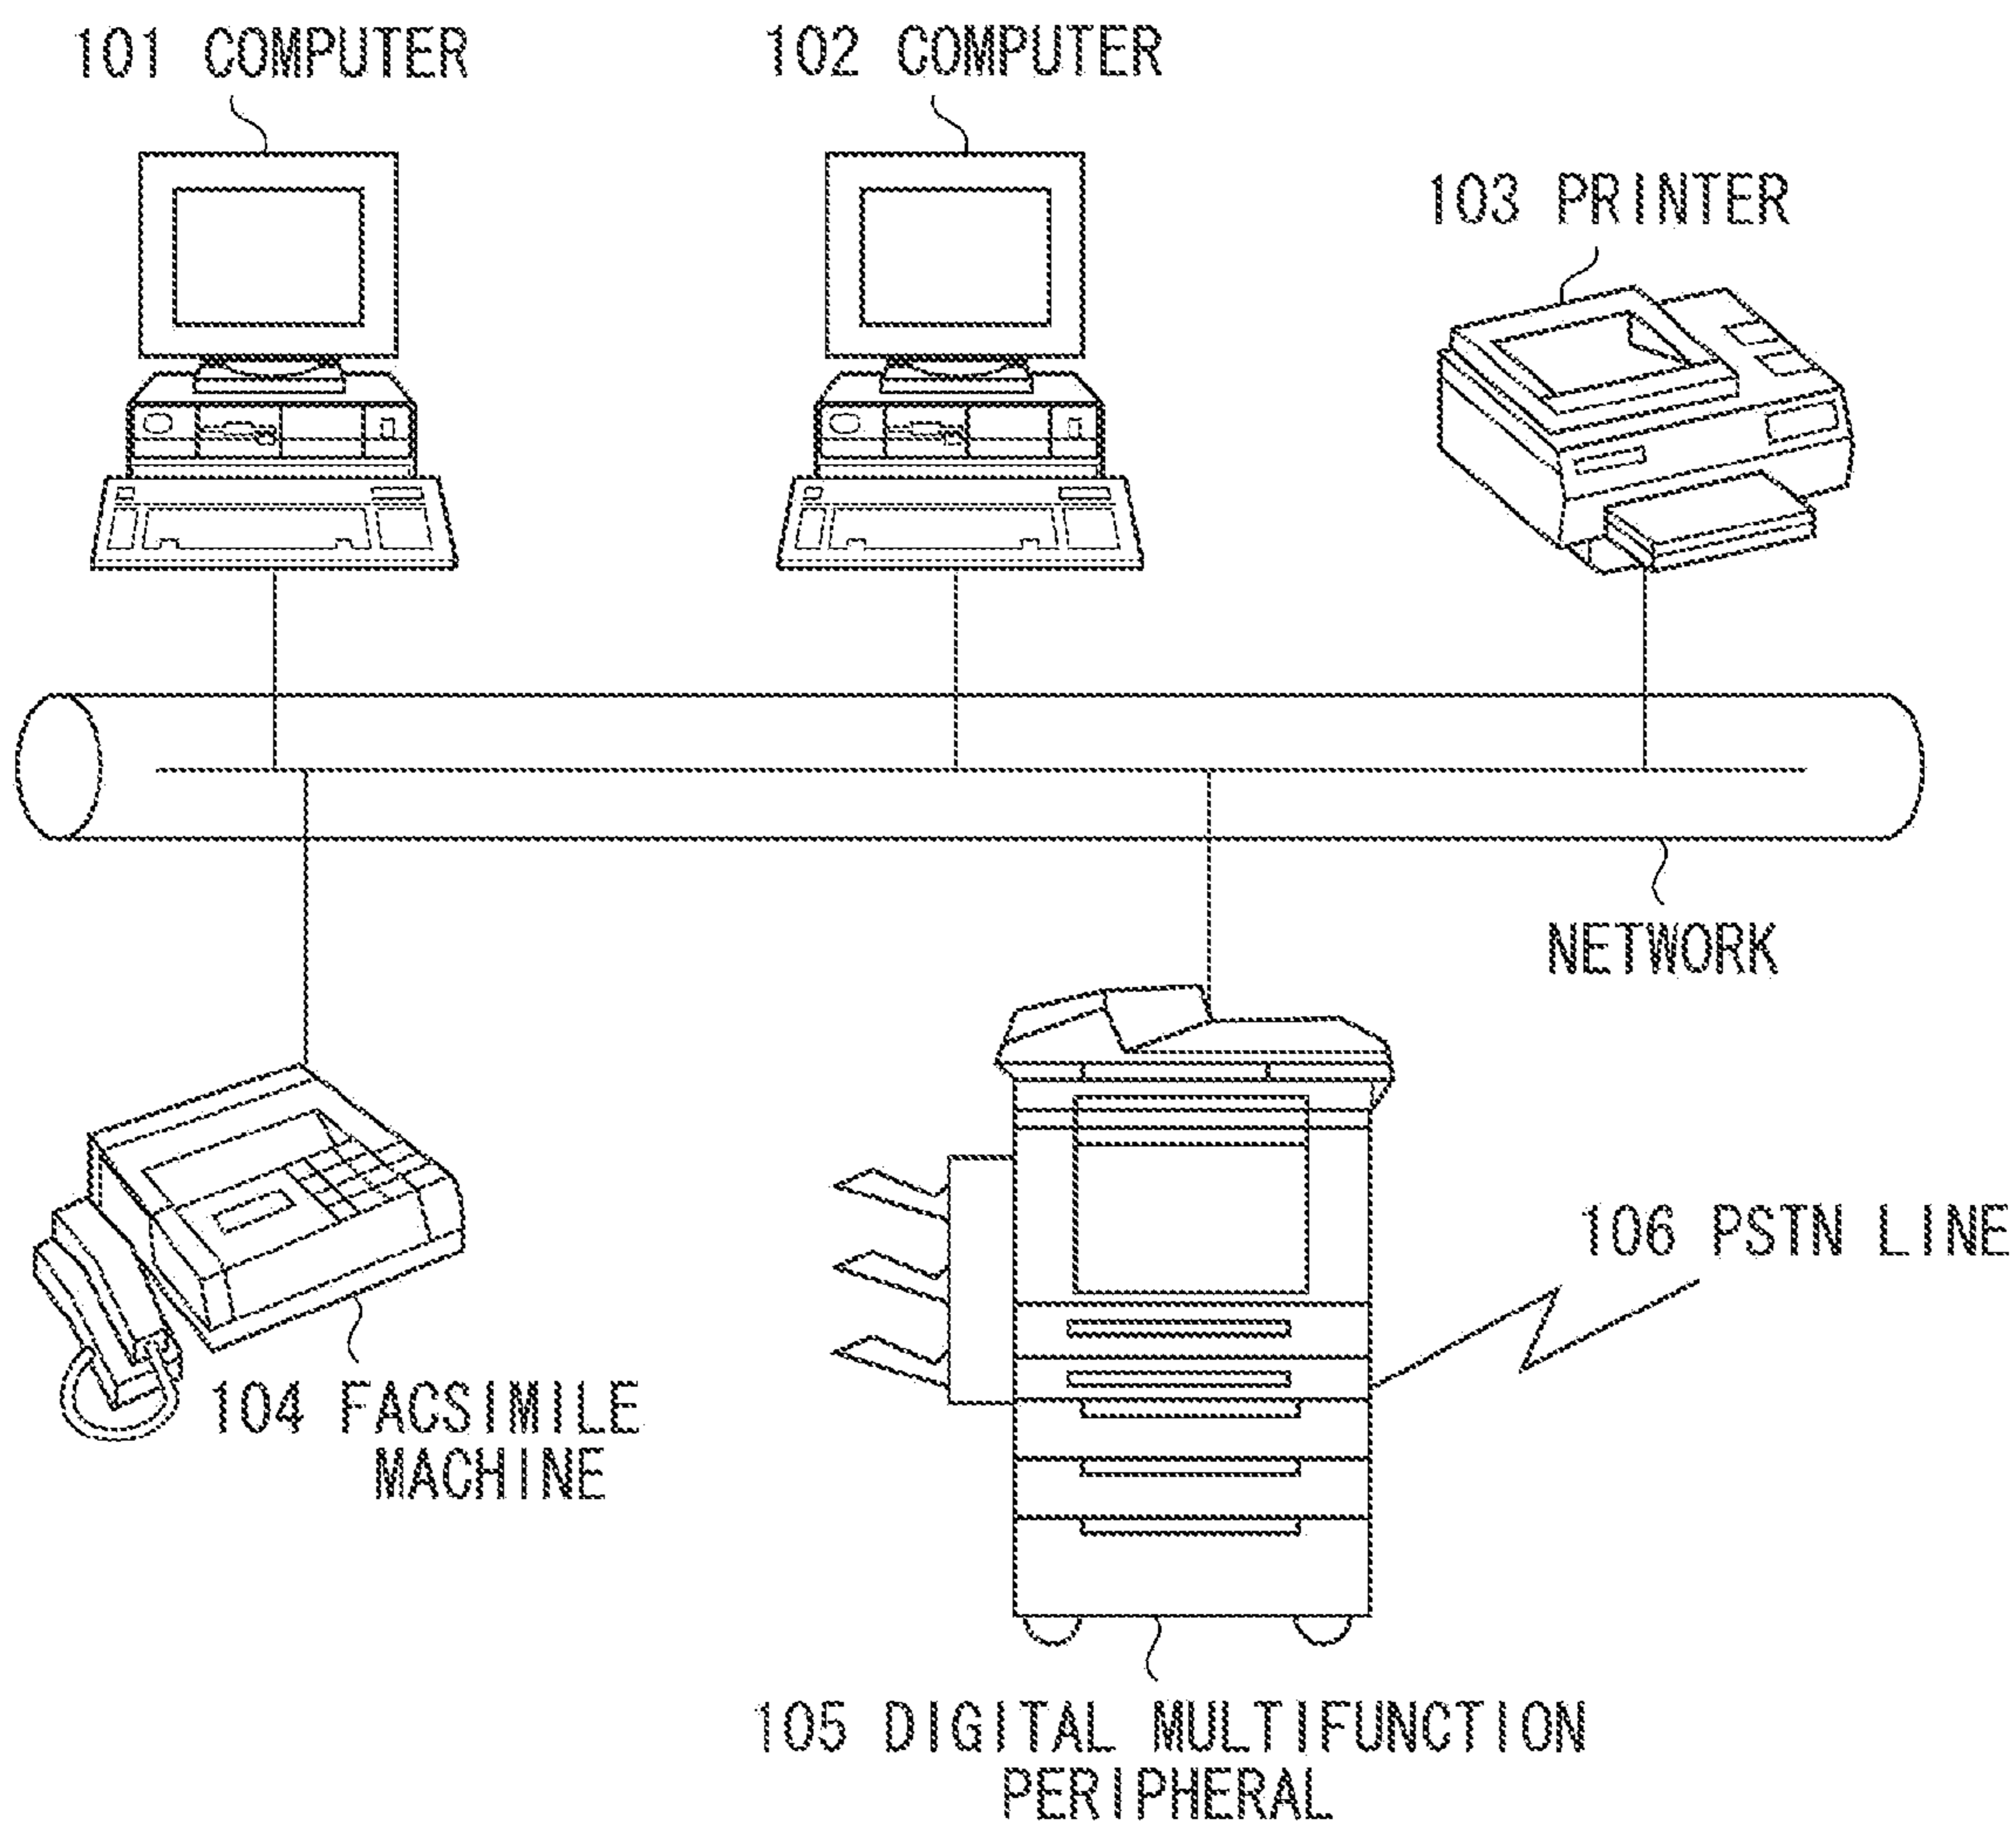 101 COMPUTER
102 COMPUTER
103 PRINTER
NETWORK
106 PSTN LINE
104 FACSIMILE
MACHINE
105 DIGITAL MULTIFUNCTION
PERIPHERAL